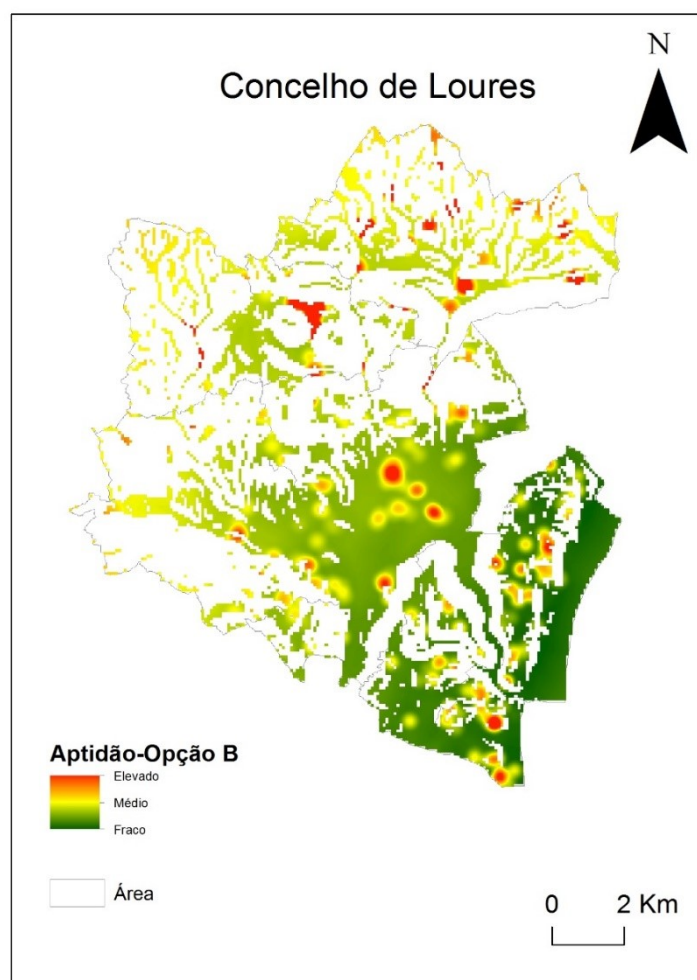 N
Concelho de Loures
Aptidão-Opção B
Elevado
Médio
Fraco
Área
0 2 Km